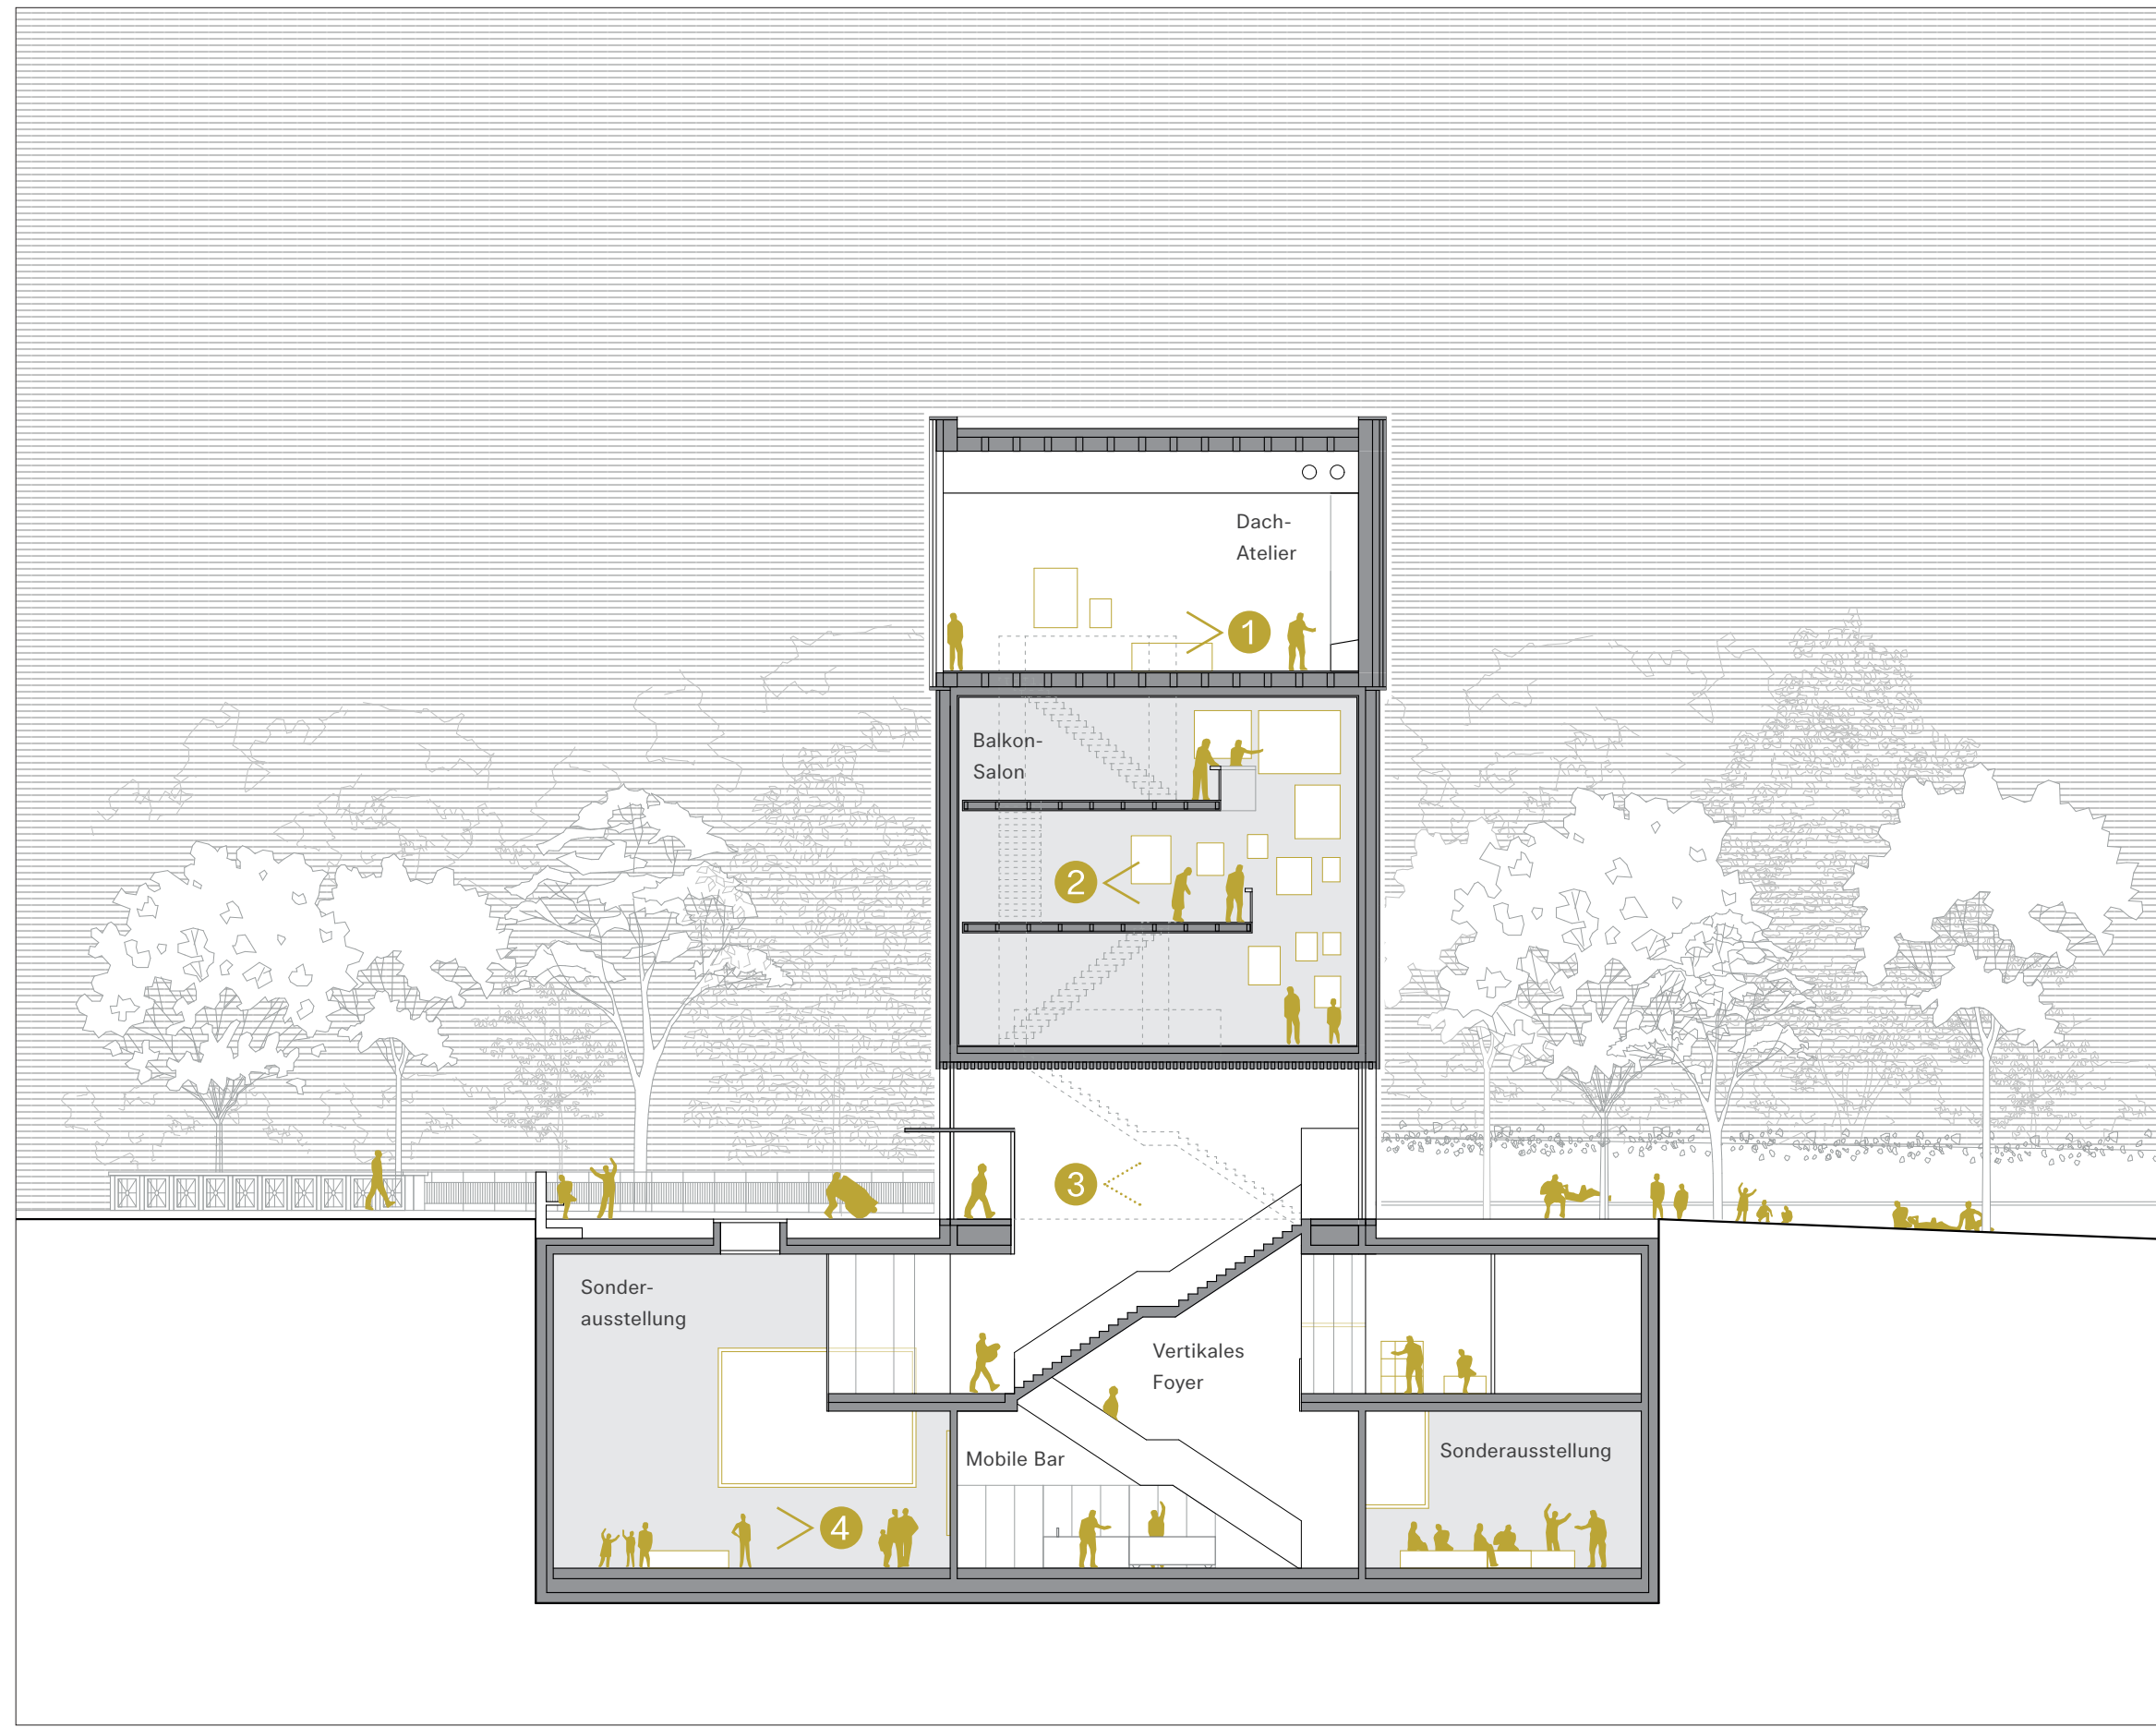 Dach-
Atelier
1
Balkon-
Salon
2
3
Sonder-
ausstellung
Vertikales
Foyer
Mobile Bar
Sonderausstellung
4